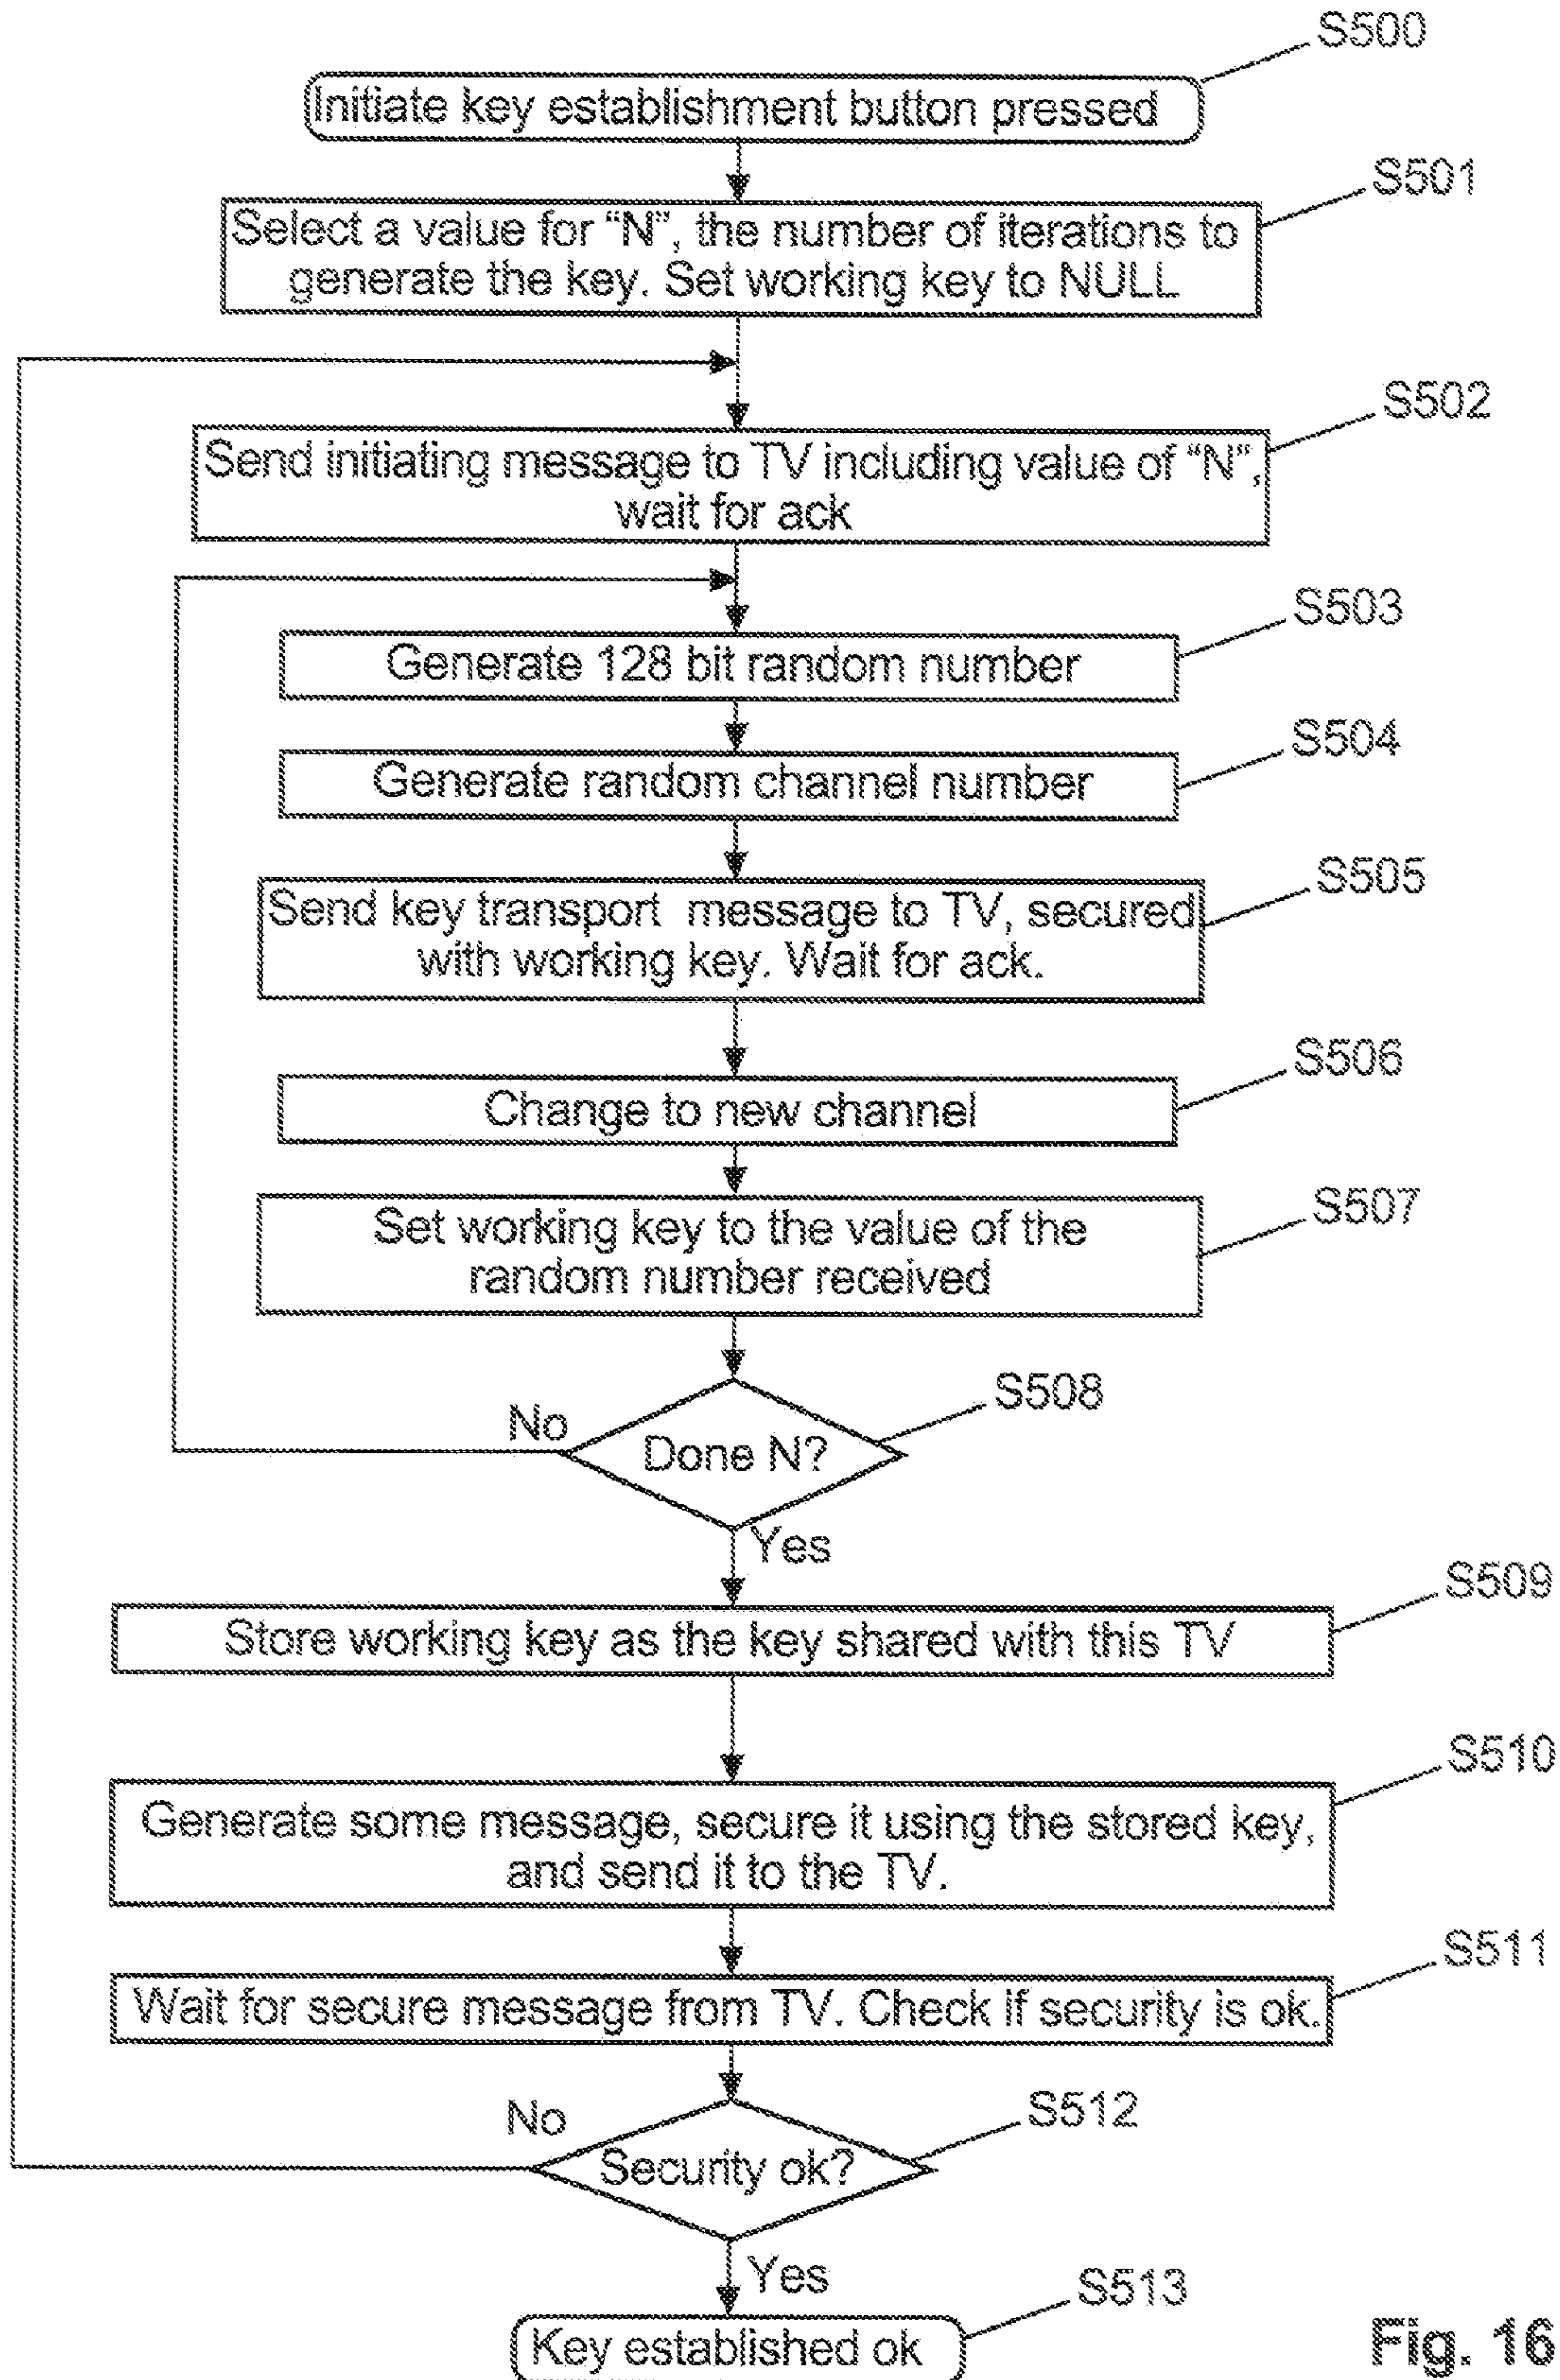 S500
Initiate key establishment button pressed
S501
Select a value for “N”, the number of iterations to
generate the key. Set working key to NULL
S502
Send initiating message to TV including value of “N”,
wait for ack
S503
Generate 128 bit random number
S504
Generate random channel number
S505
Send key transport message to TV, secured
with working key. Wait for ack.
S506
Change to new channel
S507
Set working key to the value of the
random number received
S508
No
Done N?
Yes
S509
Store working key as the key shared with this TV
S510
Generate some message, secure it using the stored key,
and send it to the TV.
S511
Wait for secure message from TV. Check if security is ok.
S512
No
Security ok?
Yes
S513
Key established ok
Fig. 16